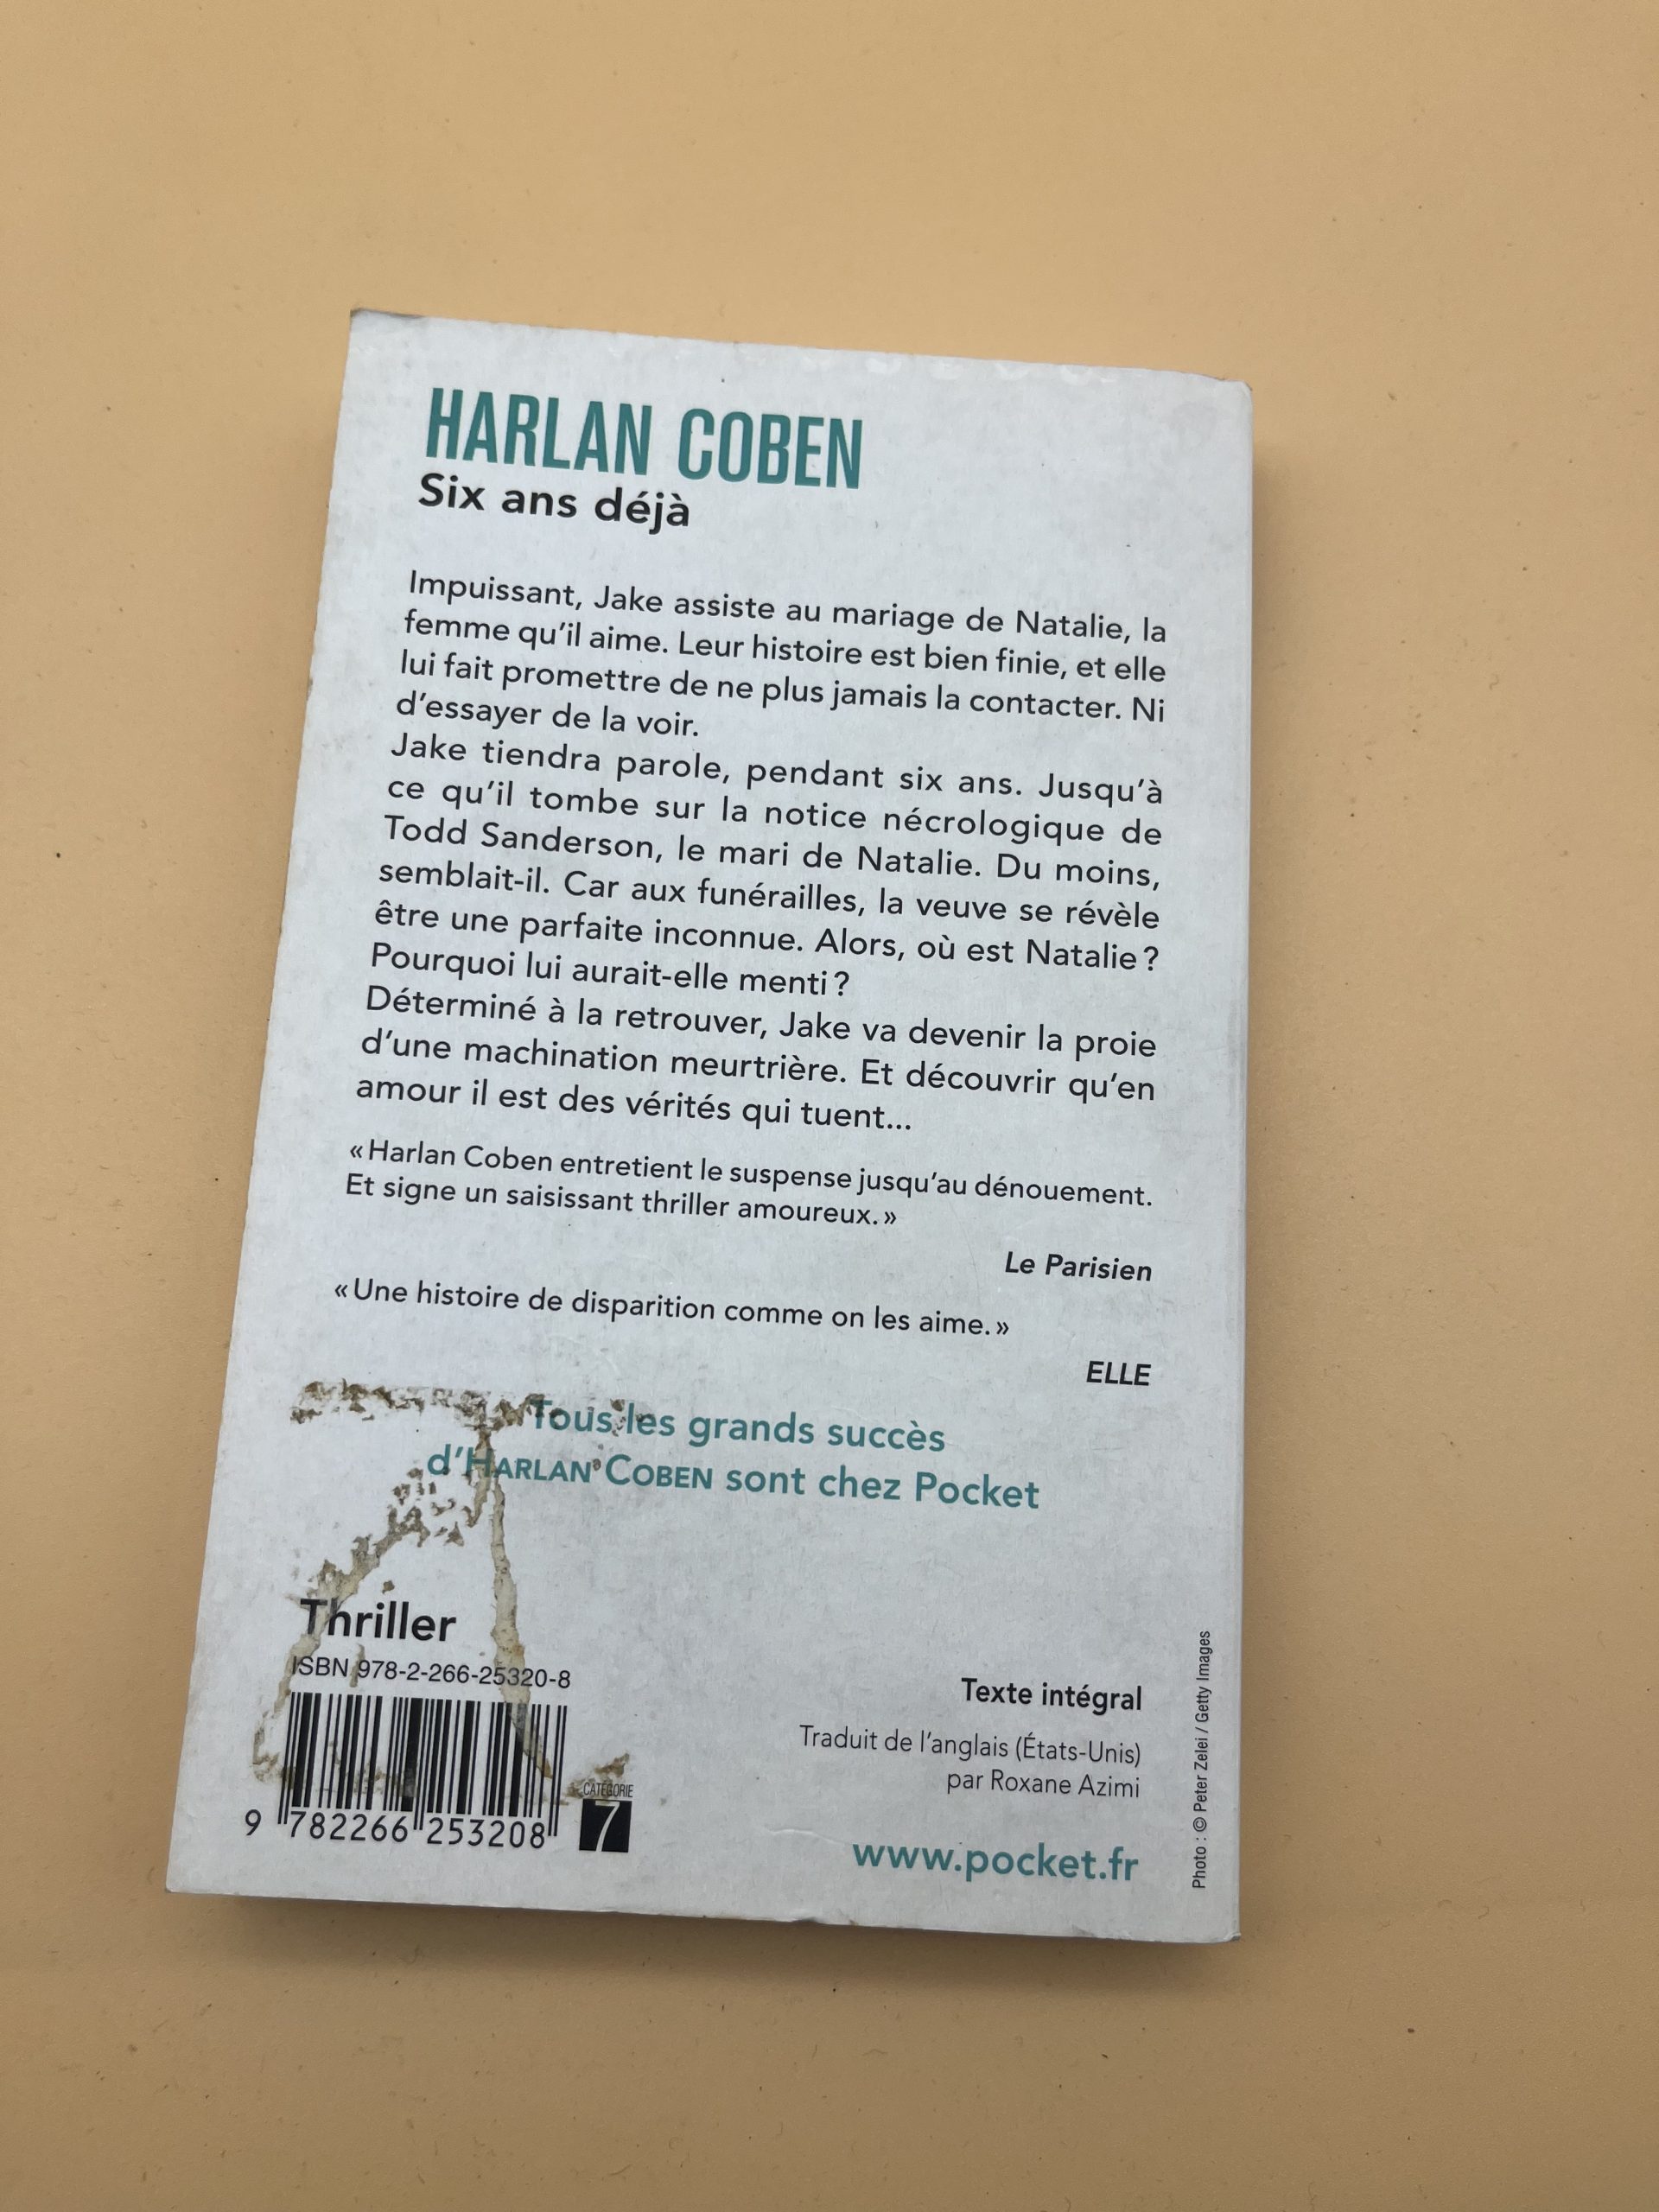 HARLAN COBEN
Six ans déjà
Impuissant, Jake assiste au mariage de Natalie, la
femme qu'il aime. Leur histoire est bien finie, et elle
lui fait promettre de ne plus jamais la contacter. Ni
d'essayer de la voir.
Jake tiendra parole, pendant six ans. Jusqu'à
ce qu'il tombe sur la notice nécrologique de
Todd Sanderson, le mari de Natalie. Du moins,
semblait-il. Car aux funérailles, la veuve se révèle
être une parfaite inconnue. Alors, où est Natalie ?
Pourquoi lui aurait-elle menti ?
Déterminé à la retrouver, Jake va devenir la proie
d'une machination meurtrière. Et découvrir qu'en
amour il est des vérités qui tuent...
« Harlan Coben entretient le suspense jusqu'au dénouement.
Et signe un saisissant thriller amoureux. »
Le Parisien
« Une histoire de disparition comme on les aime. »
ELLE
Tous les grands succès
d'HARLAN COBEN sont chez Pocket
Thriller
ISBN 978-2-266-25320-8
9 782266 253208
CATÉGORIE
7
Texte intégral
Traduit de l'anglais (États-Unis)
par Roxane Azimi
www.pocket.fr
Photo : © Peter Zelei / Getty Images